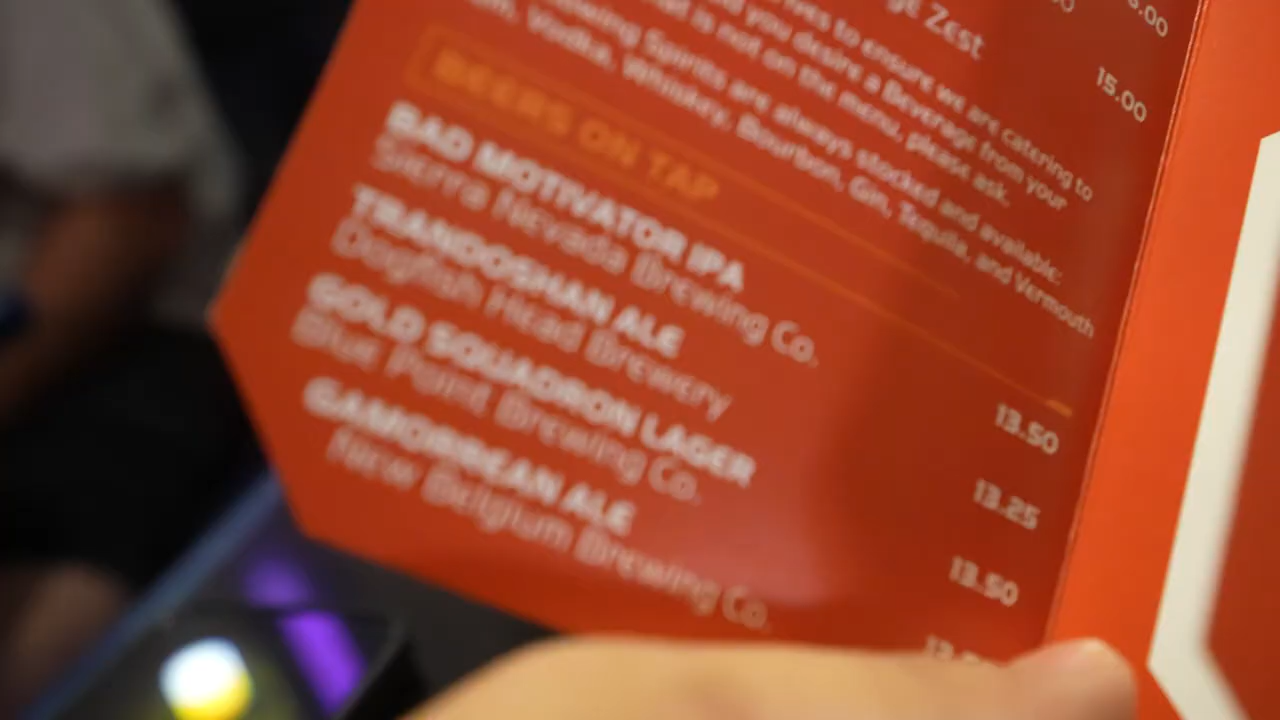 ge Zest
5.00
15.00
to ensure we are catering to
you desire a Beverage from your
is not on the menu, please ask.
Spirits are always stocked and available:
Vodka, Whiskey, Bourbon, Gin, Tequila, and Vermouth
BEERS ON TAP
BAD MOTIVATOR IPA 13.50
Sierra Nevada Brewing Co.
TRANDOSHAN ALE 13.25
Dogfish Head Brewery
GOLD SQUADRON LAGER 13.50
Blue Point Brewing Co.
GAMORREAN ALE
New Belgium Brewing Co.